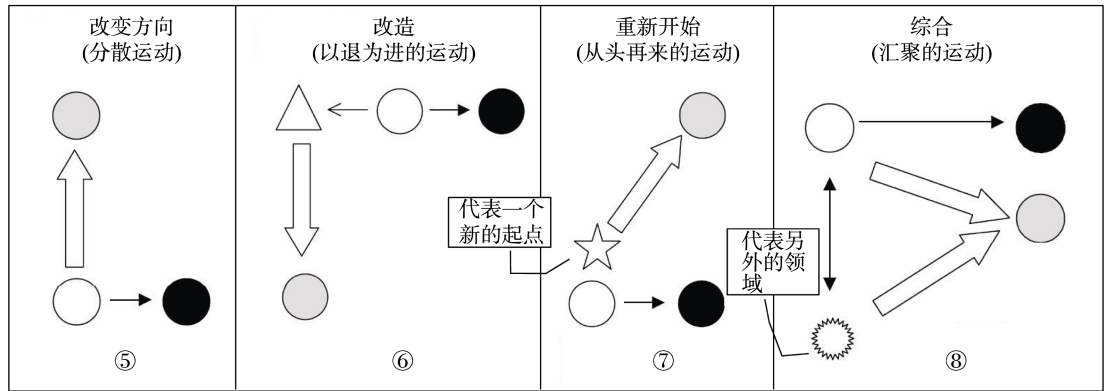 改变方向
(分散运动)
⑤
改造
(以退为进的运动)
⑥
重新开始
(从头再来的运动)
代表一个
新的起点
⑦
综合
(汇聚的运动)
代表另
外的领
域
⑧